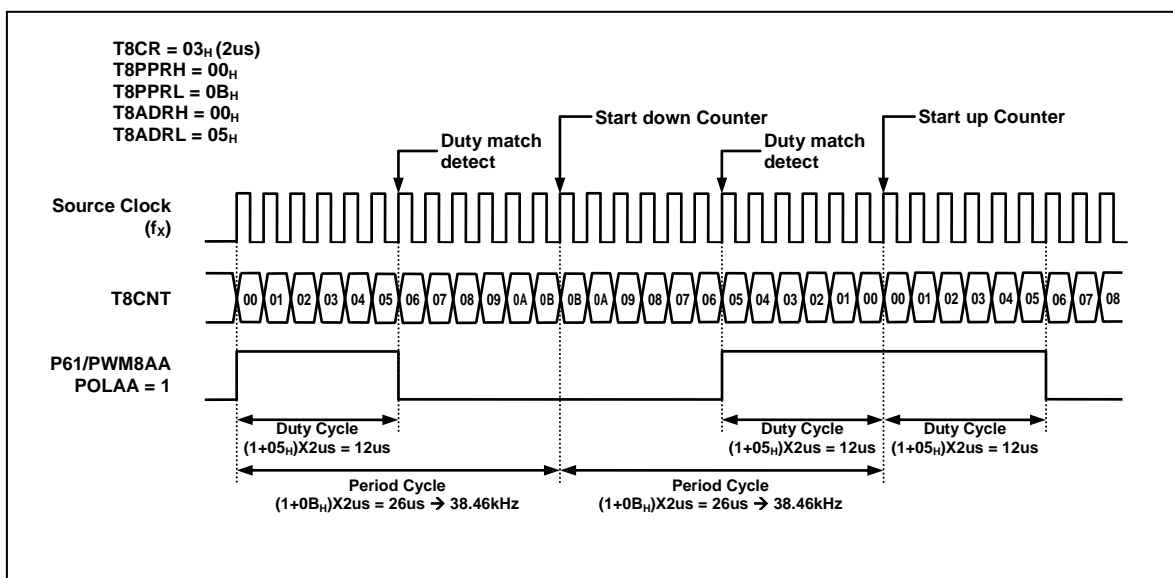 T8CR = 03H (2us)
T8PPRH = 00H
T8PPRL = 0BH
T8ADRH = 00H
T8ADRL = 05H
Duty match
detect
Start down Counter
Duty match
detect
Start up Counter
Source Clock
(fX)
T8CNT
00 01 02 03 04 05 06 07 08 09 0A 0B 0B 0A 09 08 07 06 05 04 03 02 01 00 00 01 02 03 04 05 06 07 08
P61/PWM8AA
POLAA = 1
Duty Cycle
(1+05H)X2us = 12us
Duty Cycle
(1+05H)X2us = 12us
Duty Cycle
(1+05H)X2us = 12us
Period Cycle
(1+0BH)X2us = 26us → 38.46kHz
Period Cycle
(1+0BH)X2us = 26us → 38.46kHz